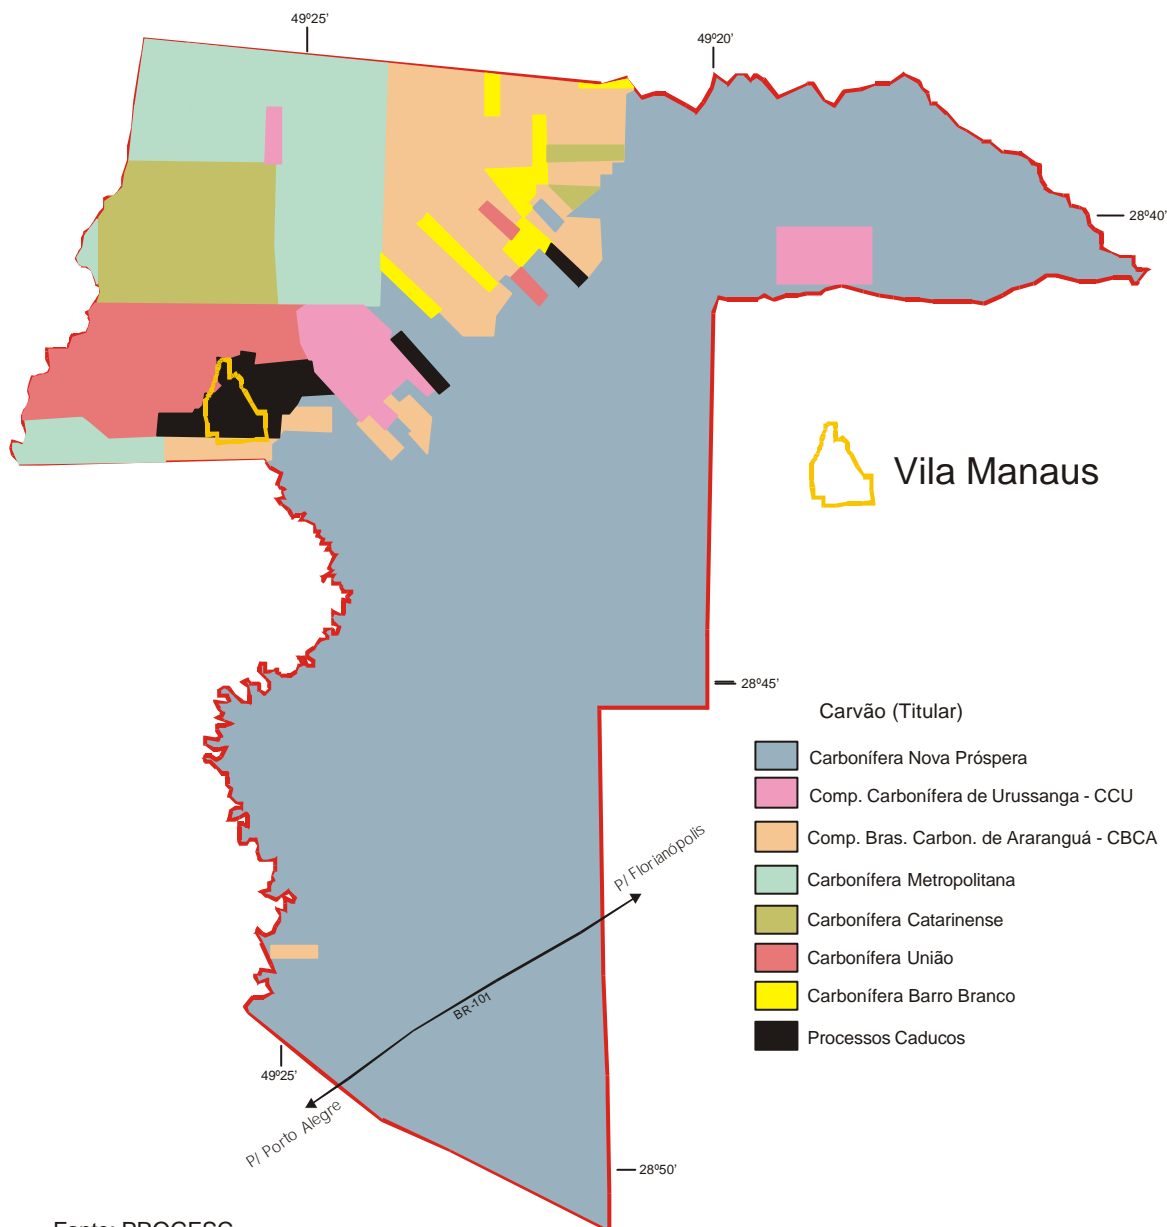 49º25'
49º20'
28º40'
Vila Manaus
28º45'
Carvão (Titular)
Carbonífera Nova Próspera
Comp. Carbonífera de Urussanga - CCU
Comp. Bras. Carbon. de Araranguá - CBCA
Carbonífera Metropolitana
Carbonífera Catarinense
Carbonífera União
Carbonífera Barro Branco
Processos Caducos
P/ Florianópolis
BR-101
49º25'
P/ Porto Alegre
28º50'
Fonte: PROGESC